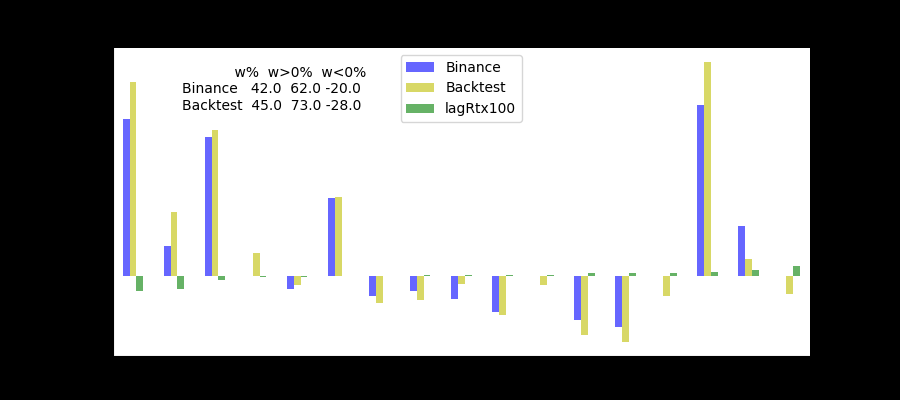 w% w>0% w<0%
Binance 42.0 62.0 -20.0
Backtest 45.0 73.0 -28.0
Binance
Backtest
lagRtx100